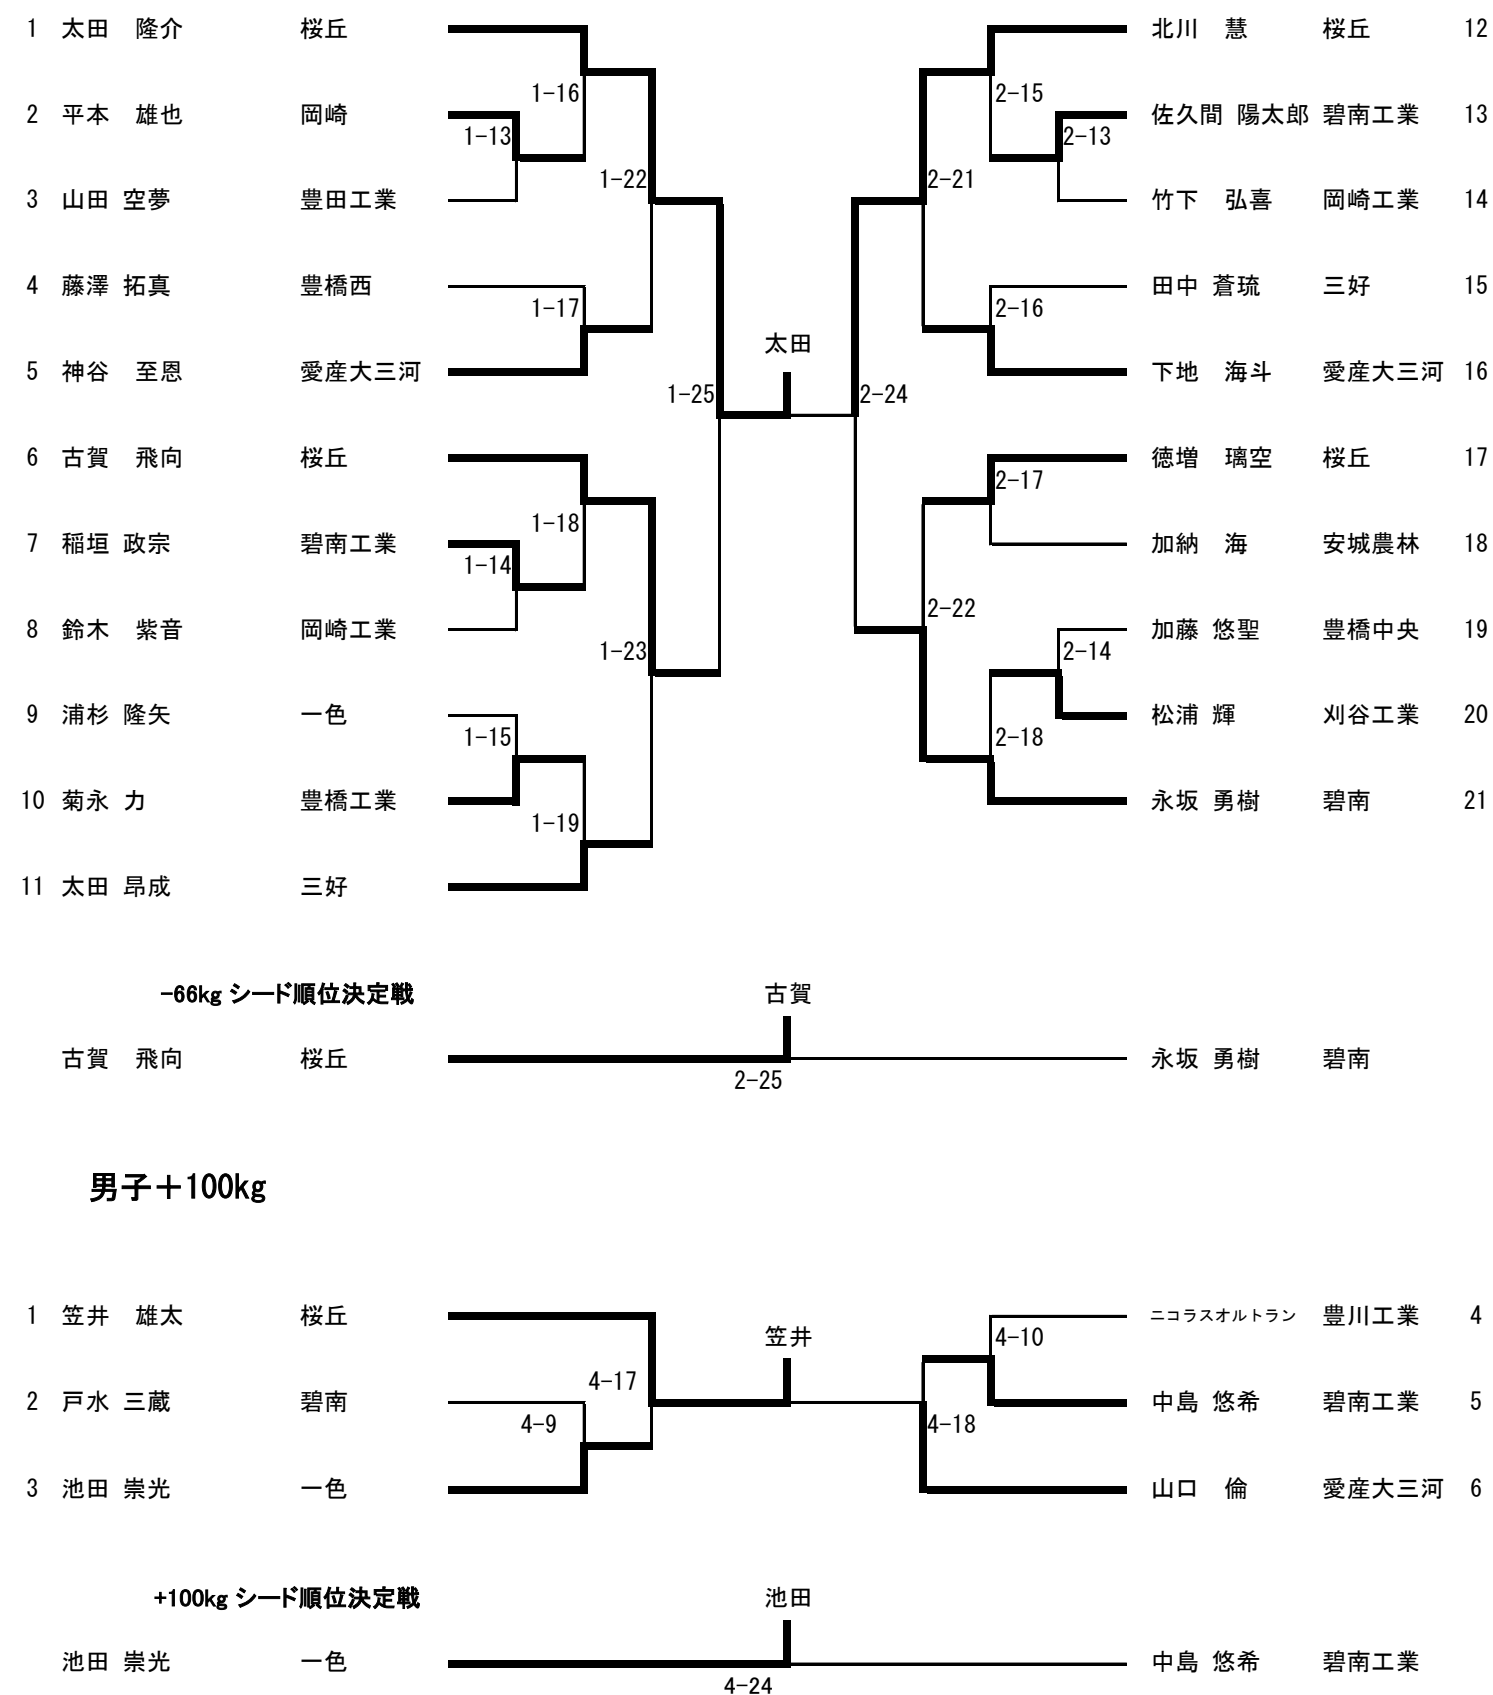 1 太田　隆介 桜丘 北川　慧 桜丘 12
1-16 2-15
2 平本　雄也 岡崎 佐久間 陽太郎 碧南工業 13
1-13 2-13
1-22 2-21
3 山田 空夢 豊田工業 竹下　弘喜 岡崎工業 14
4 藤澤 拓真 豊橋西 田中 蒼琉 三好 15
1-17 2-16
太田
5 神谷　至恩 愛産大三河 下地　海斗 愛産大三河 16
1-25 2-24
6 古賀　飛向 桜丘 徳増　璃空 桜丘 17
2-17
1-18
7 稲垣 政宗 碧南工業 加納　海 安城農林 18
1-14
2-22
8 鈴木　紫音 岡崎工業 加藤 悠聖 豊橋中央 19
1-23 2-14
9 浦杉 隆矢 一色 松浦 輝 刈谷工業 20
1-15 2-18
10 菊永 力 豊橋工業 永坂 勇樹 碧南 21
1-19
11 太田 昂成 三好
-66kg シード順位決定戦 古賀
古賀　飛向 桜丘 永坂 勇樹 碧南
2-25
男子＋100kg
1 笠井　雄太 桜丘 ニコラスオルトラン 豊川工業 4
笠井 4-10
4-17
2 戸水 三蔵 碧南 中島 悠希 碧南工業 5
4-9 4-18
3 池田 崇光 一色 山口　倫 愛産大三河 6
+100kg シード順位決定戦 池田
池田 崇光 一色 中島 悠希 碧南工業
4-24